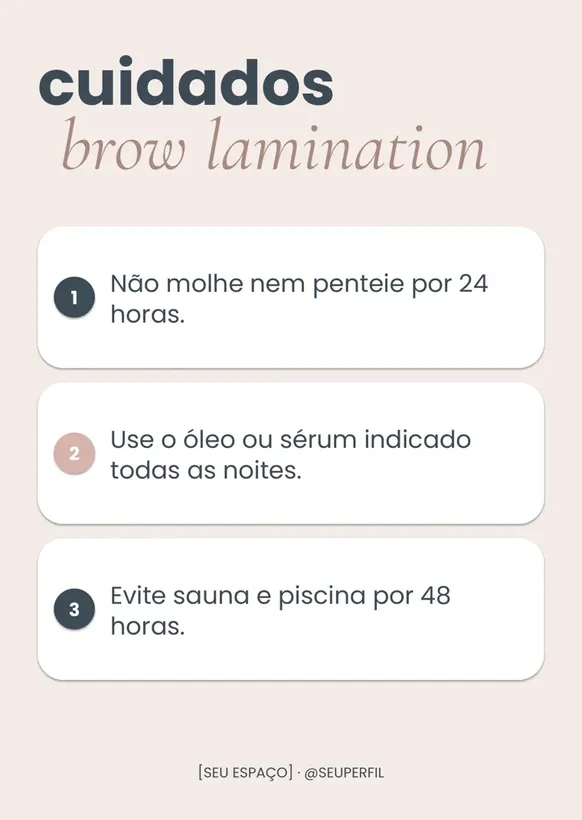 cuidados
brow lamination
1
Não molhe nem penteie por 24
horas.
2
Use o óleo ou sérum indicado
todas as noites.
3
Evite sauna e piscina por 48
horas.
[SEU ESPAÇO] · @SEUPERFIL